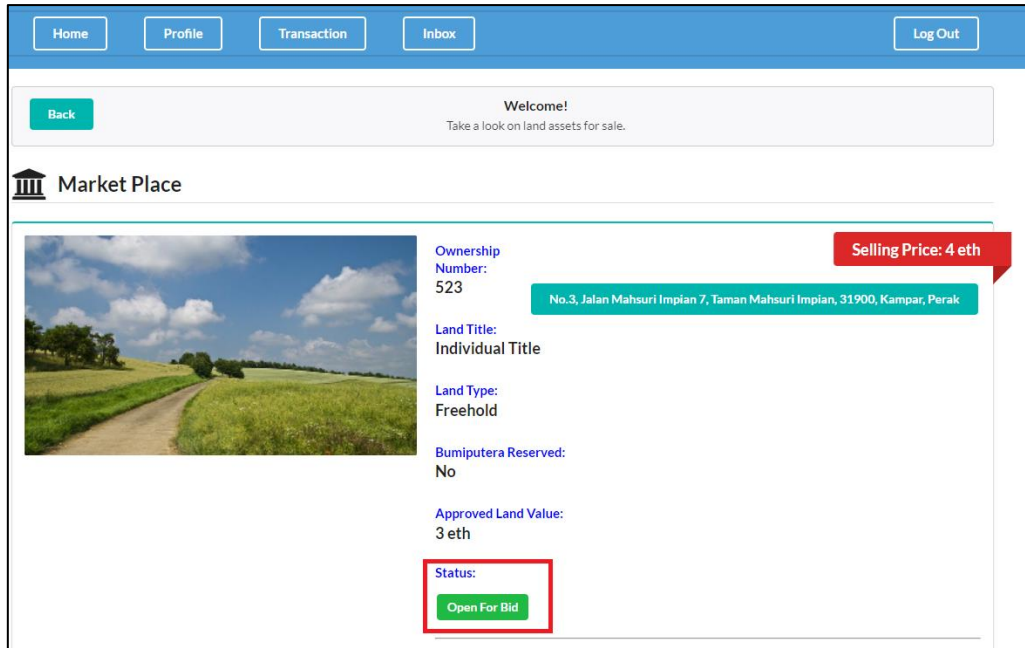 Home
Profile
Transaction
Inbox
Log Out
Back
Welcome!
Take a look on land assets for sale.
Market Place
Selling Price: 4 eth
Ownership
Number:
523
No.3, Jalan Mahsuri Impian 7, Taman Mahsuri Impian, 31900, Kampar, Perak
Land Title:
Individual Title
Land Type:
Freehold
Bumiputera Reserved:
No
Approved Land Value:
3 eth
Status:
Open For Bid